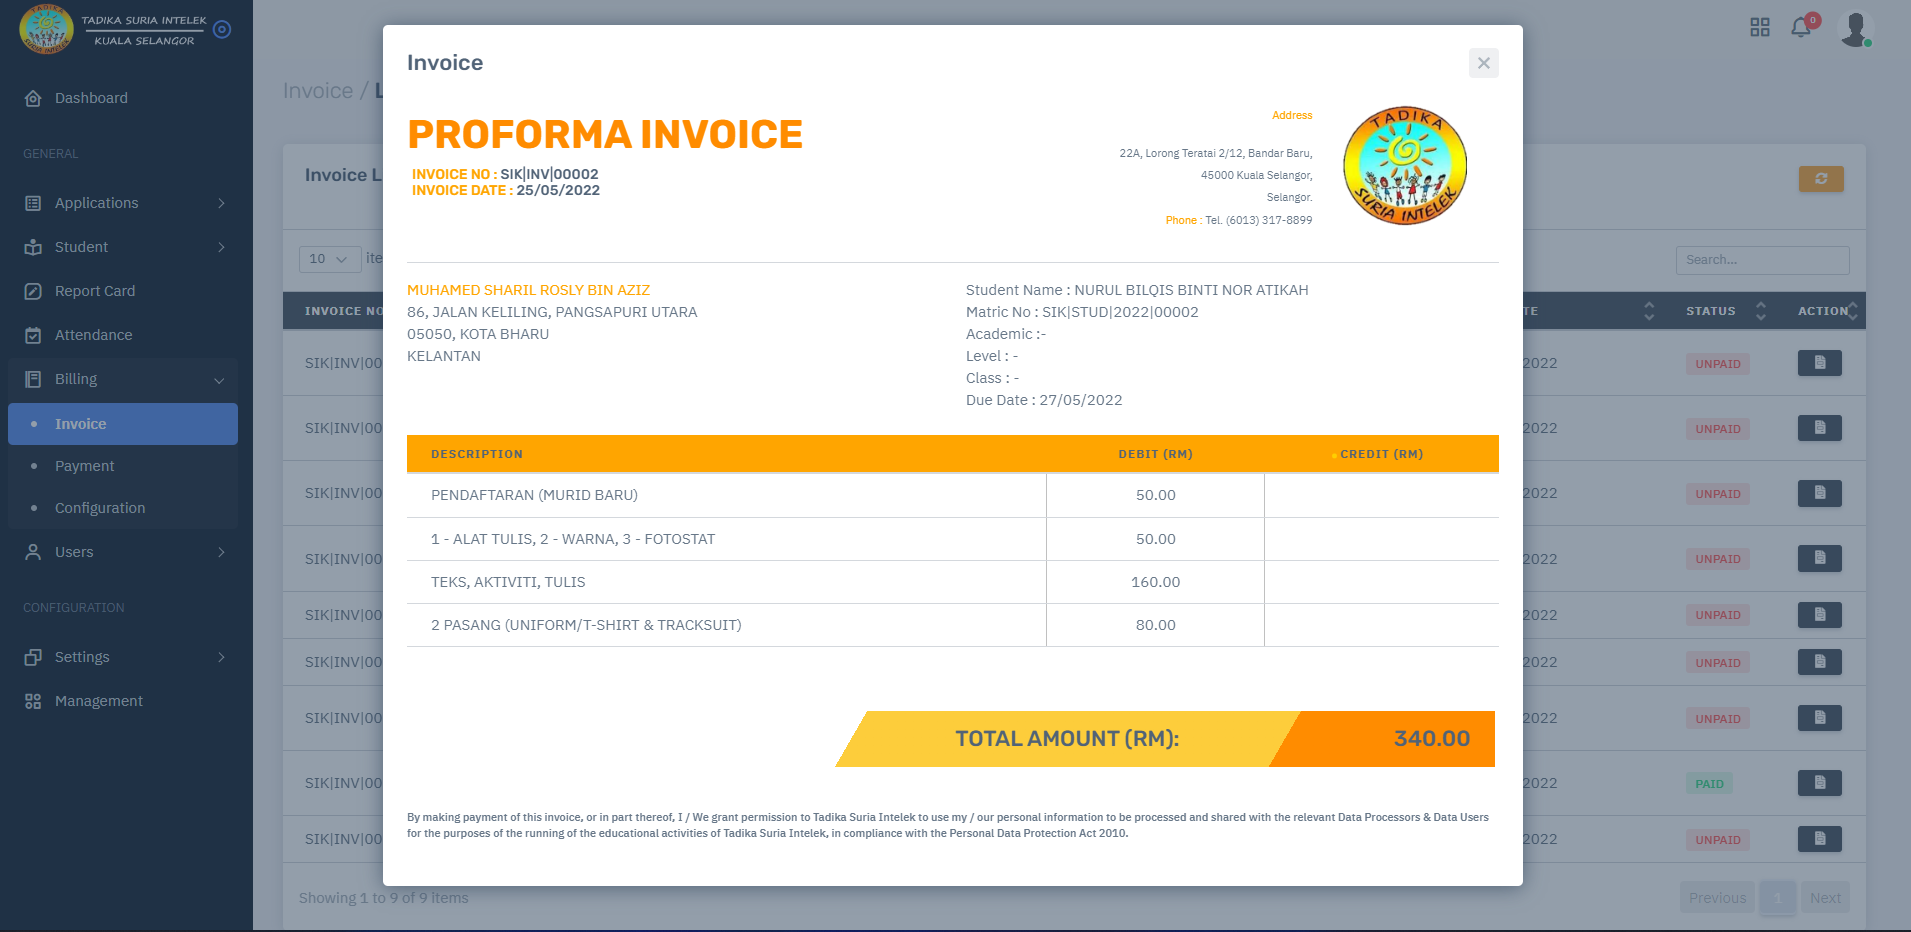 TADIKA SURIA INTELEK
KUALA SELANGOR
Dashboard
GENERAL
Applications
Student
Report Card
Attendance
Billing
Invoice
Payment
Configuration
Users
CONFIGURATION
Settings
Management
0
Invoice /
Invoice L
10
ite
Search...
INVOICE NO
TE
STATUS
ACTION
SIK|INV|00
2022
UNPAID
SIK|INV|00
2022
UNPAID
SIK|INV|00
2022
UNPAID
SIK|INV|00
2022
UNPAID
SIK|INV|00
2022
UNPAID
SIK|INV|00
2022
UNPAID
SIK|INV|00
2022
UNPAID
SIK|INV|00
2022
PAID
SIK|INV|00
2022
UNPAID
Showing 1 to 9 of 9 items
Previous
1
Next
Invoice
PROFORMA INVOICE
INVOICE NO : SIK|INV|00002
INVOICE DATE : 25/05/2022
Address
22A, Lorong Teratai 2/12, Bandar Baru,
45000 Kuala Selangor,
Selangor.
Phone : Tel. (6013) 317-8899
TADIKA
SURIA INTELEK
MUHAMED SHARIL ROSLY BIN AZIZ
86, JALAN KELILING, PANGSAPURI UTARA
05050, KOTA BHARU
KELANTAN
Student Name : NURUL BILQIS BINTI NOR ATIKAH
Matric No : SIK|STUD|2022|00002
Academic :-
Level : -
Class : -
Due Date : 27/05/2022
DESCRIPTION
DEBIT (RM)
CREDIT (RM)
PENDAFTARAN (MURID BARU)
50.00
1 - ALAT TULIS, 2 - WARNA, 3 - FOTOSTAT
50.00
TEKS, AKTIVITI, TULIS
160.00
2 PASANG (UNIFORM/T-SHIRT & TRACKSUIT)
80.00
TOTAL AMOUNT (RM):
340.00
By making payment of this invoice, or in part thereof, I / We grant permission to Tadika Suria Intelek to use my / our personal information to be processed and shared with the relevant Data Processors & Data Users
for the purposes of the running of the educational activities of Tadika Suria Intelek, in compliance with the Personal Data Protection Act 2010.